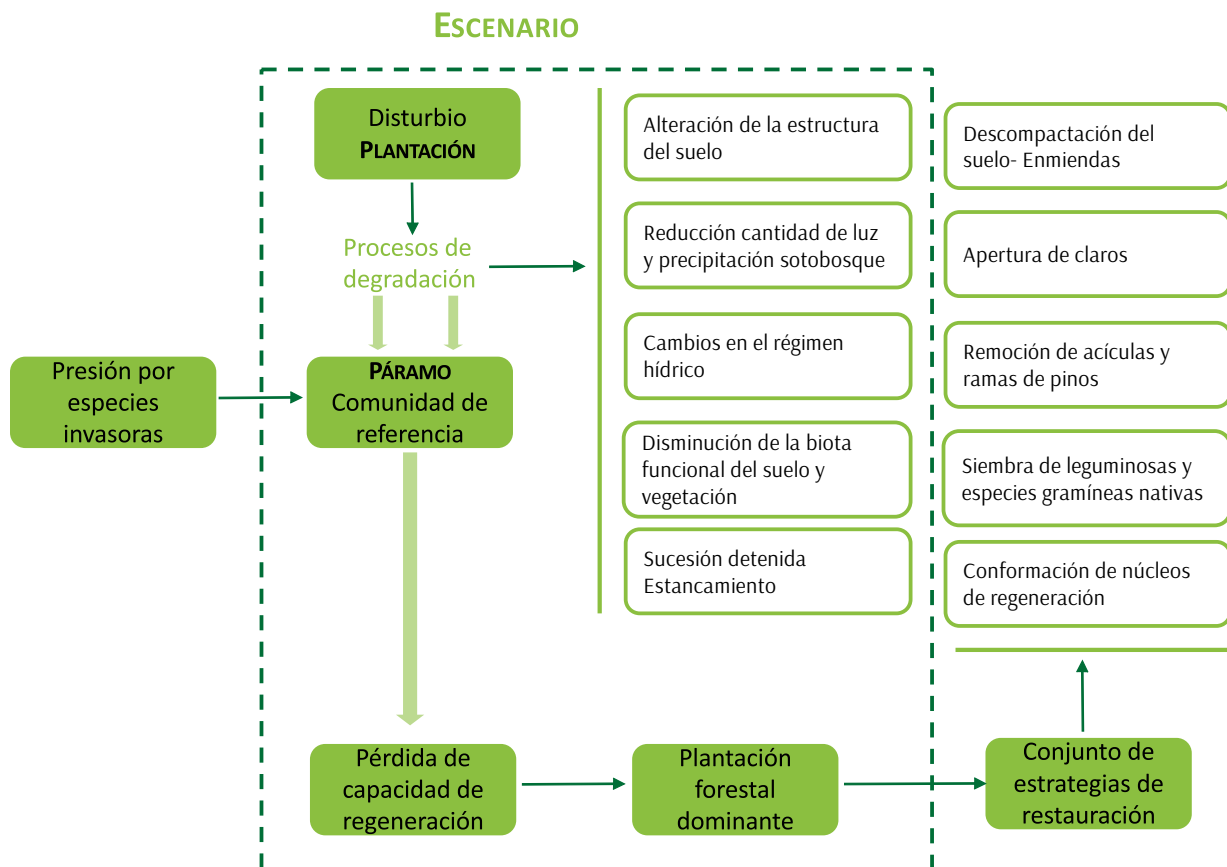 ESCENARIO
Disturbio
PLANTACIÓN
Procesos de
degradación
Presión por
especies
invasoras
PÁRAMO
Comunidad de
referencia
Alteración de la estructura
del suelo
Reducción cantidad de luz
y precipitación sotobosque
Cambios en el régimen
hídrico
Disminución de la biota
funcional del suelo y
vegetación
Sucesión detenida
Estancamiento
Descompactación del
suelo- Enmiendas
Apertura de claros
Remoción de acículas y
ramas de pinos
Siembra de leguminosas y
especies gramíneas nativas
Conformación de núcleos
de regeneración
Pérdida de
capacidad de
regeneración
Plantación
forestal
dominante
Conjunto de
estrategias de
restauración